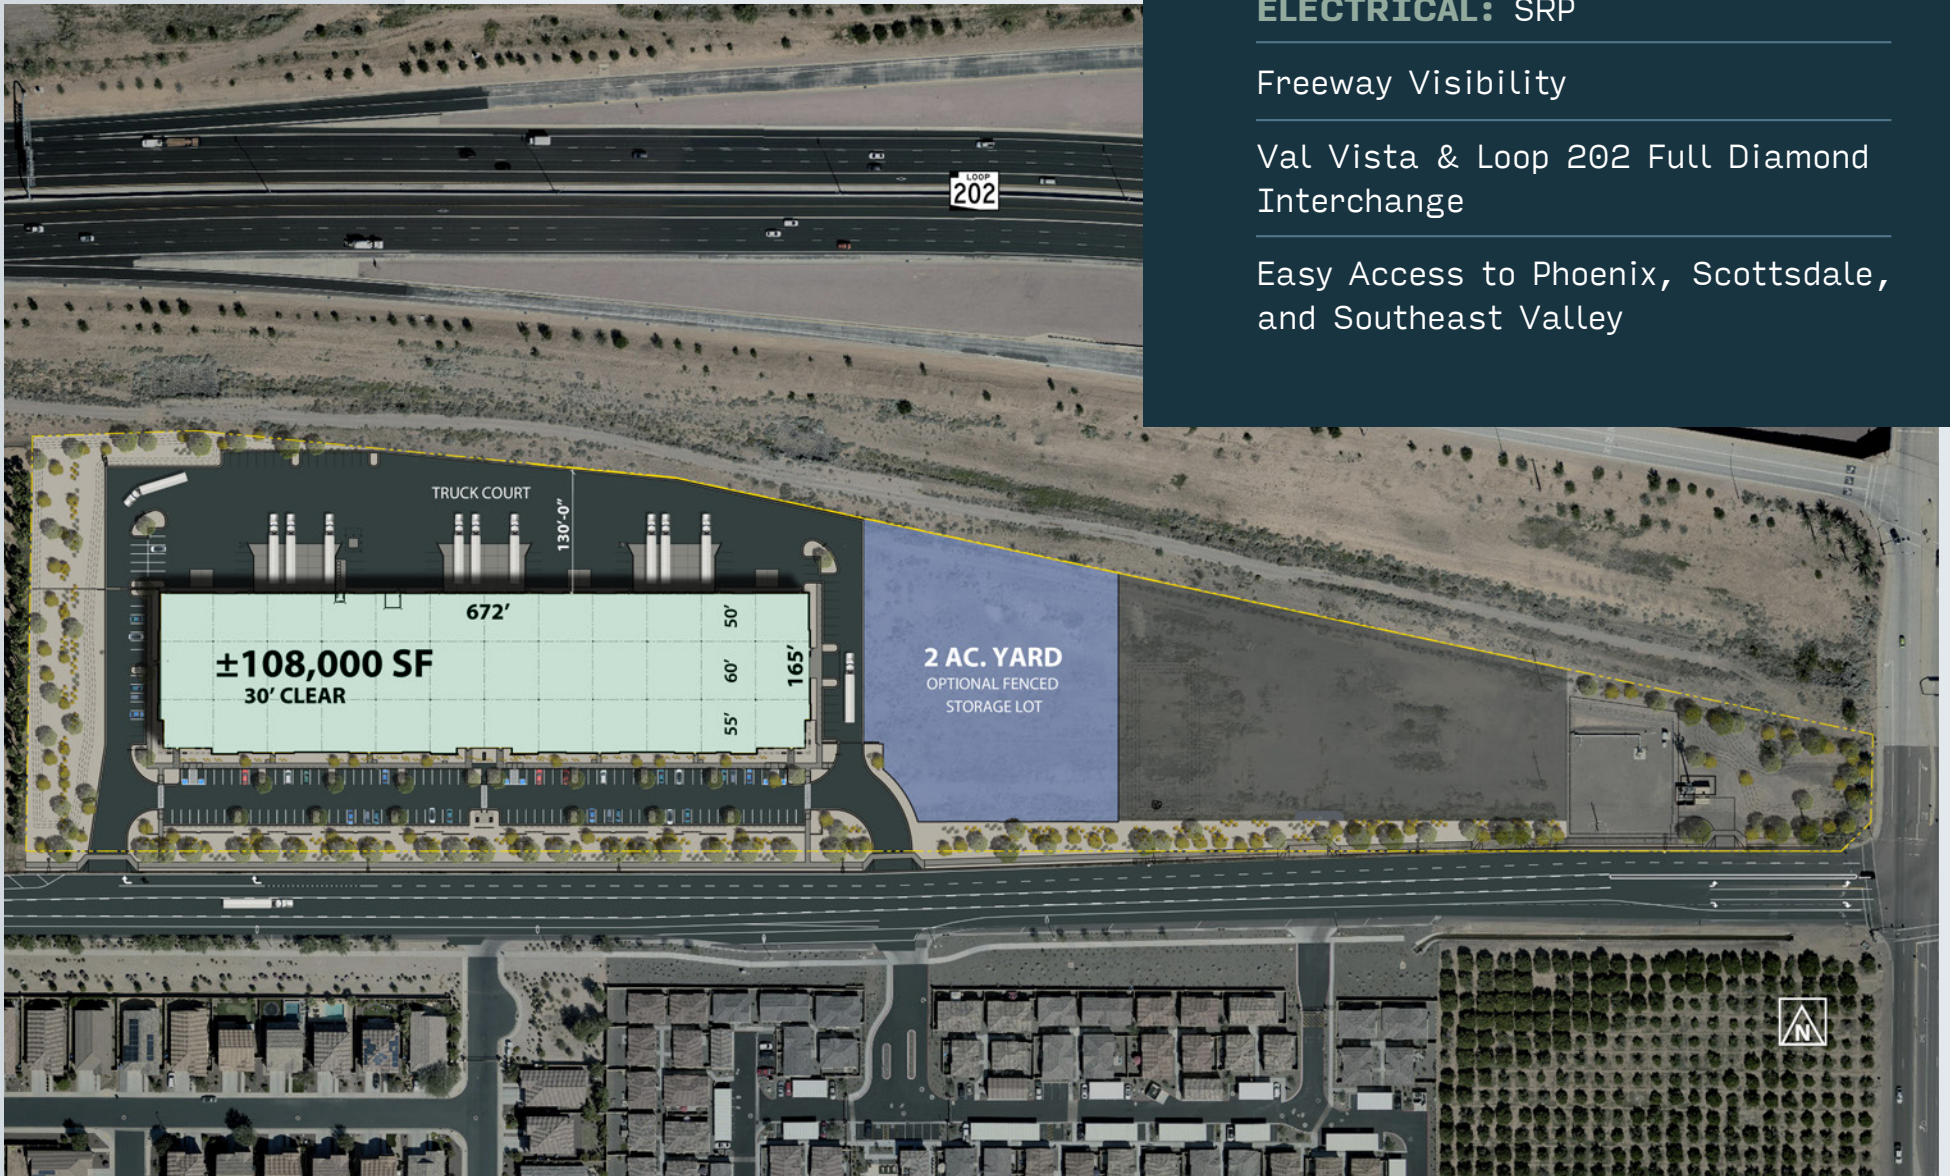 ELECTRICAL: SRP
Freeway Visibility
Val Vista & Loop 202 Full Diamond
Interchange
Easy Access to Phoenix, Scottsdale,
and Southeast Valley
LOOP
202
TRUCK COURT
130'-0"
672'
50'
±108,000 SF
30' CLEAR
60'
165'
55'
2 AC. YARD
OPTIONAL FENCED
STORAGE LOT
N